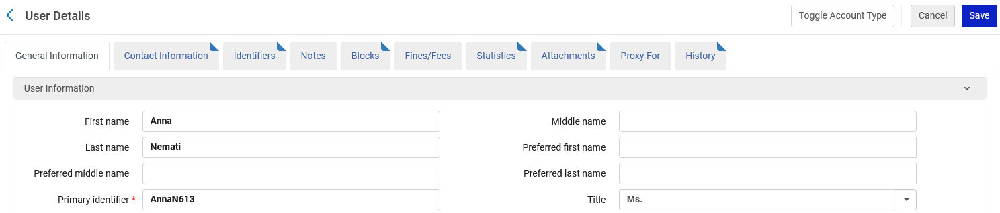 User Details Toggle Account Type Cancel Save
General Information Contact Information Identifiers Notes Blocks Fines/Fees Statistics Attachments Proxy For History
User Information
First name Anna Middle name
Last name Nemati Preferred first name
Preferred middle name Preferred last name
Primary identifier * AnnaN613 Title Ms.